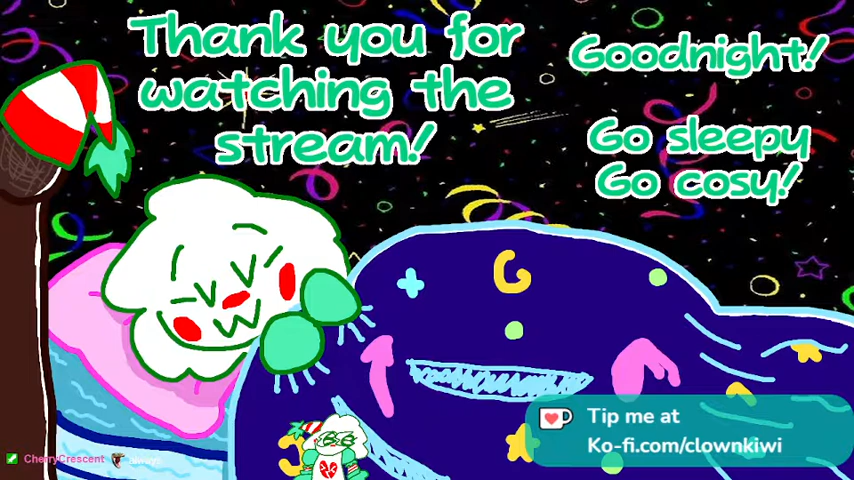 Thank you for
watching the
stream!
Goodnight!
Go sleepy
Go cosy!
Tip me at
Ko-fi.com/clownkiwi
CherryCrescent always